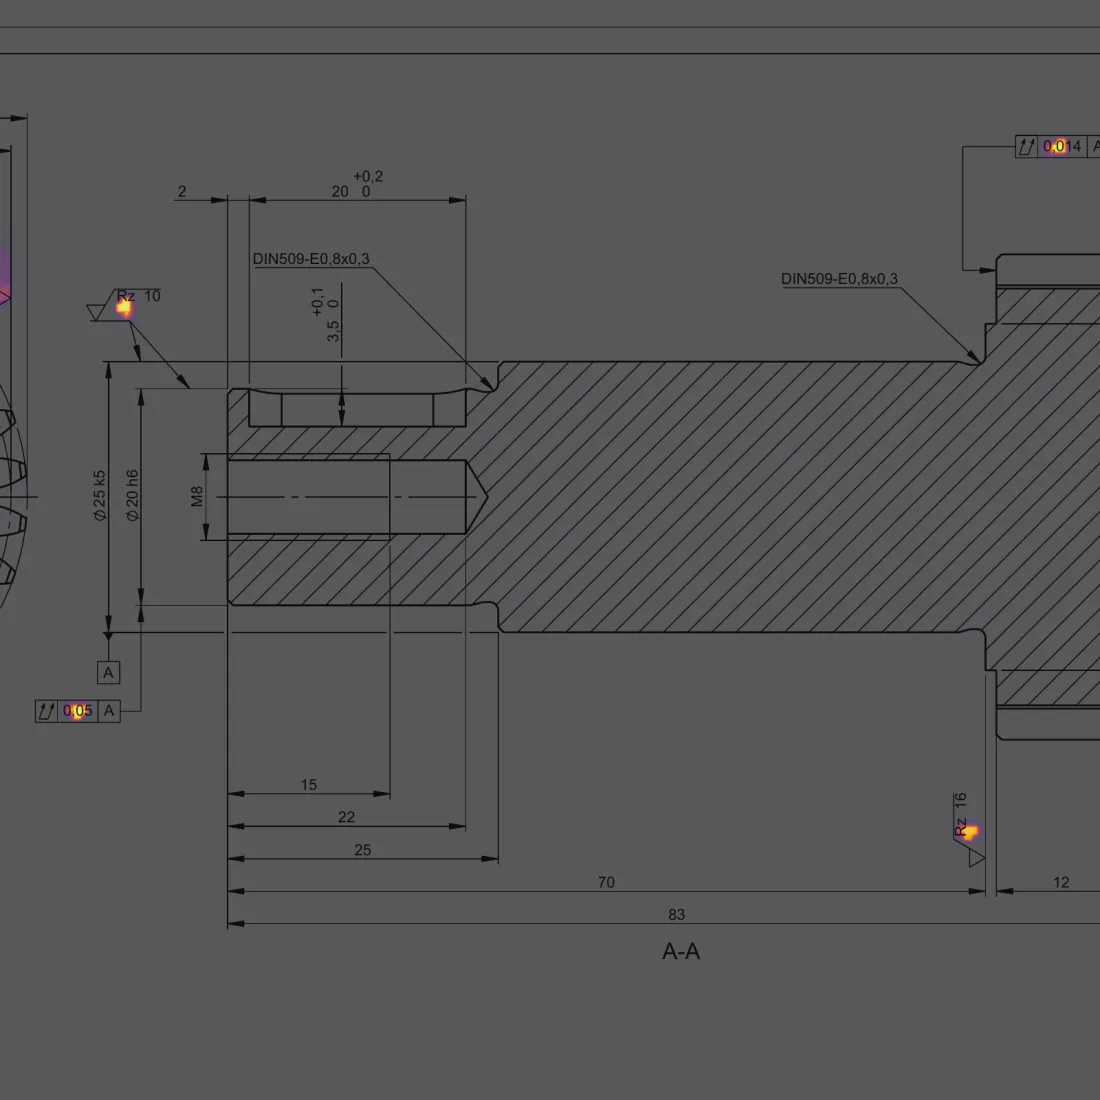 0,014 A
+0,2
2
20 0
DIN509-E0,8x0,3
DIN509-E0,8x0,3
Rz 10
+0,1
3,5 0
⌀25 k5
⌀20 h6
M8
A
0,05 A
15
22
25
Rz 16
70
12
83
A-A